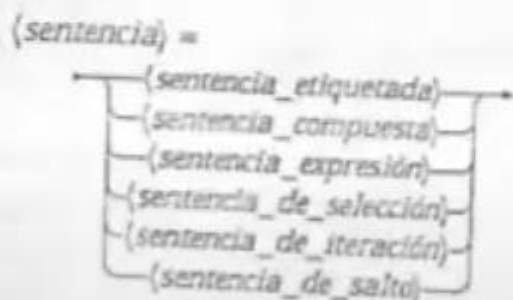 ⟨sentencia⟩ =
⟨sentencia_etiquetada⟩
⟨sentencia_compuesta⟩
⟨sentencia_expresión⟩
⟨sentencia_de_selección⟩
⟨sentencia_de_iteración⟩
⟨sentencia_de_salto⟩